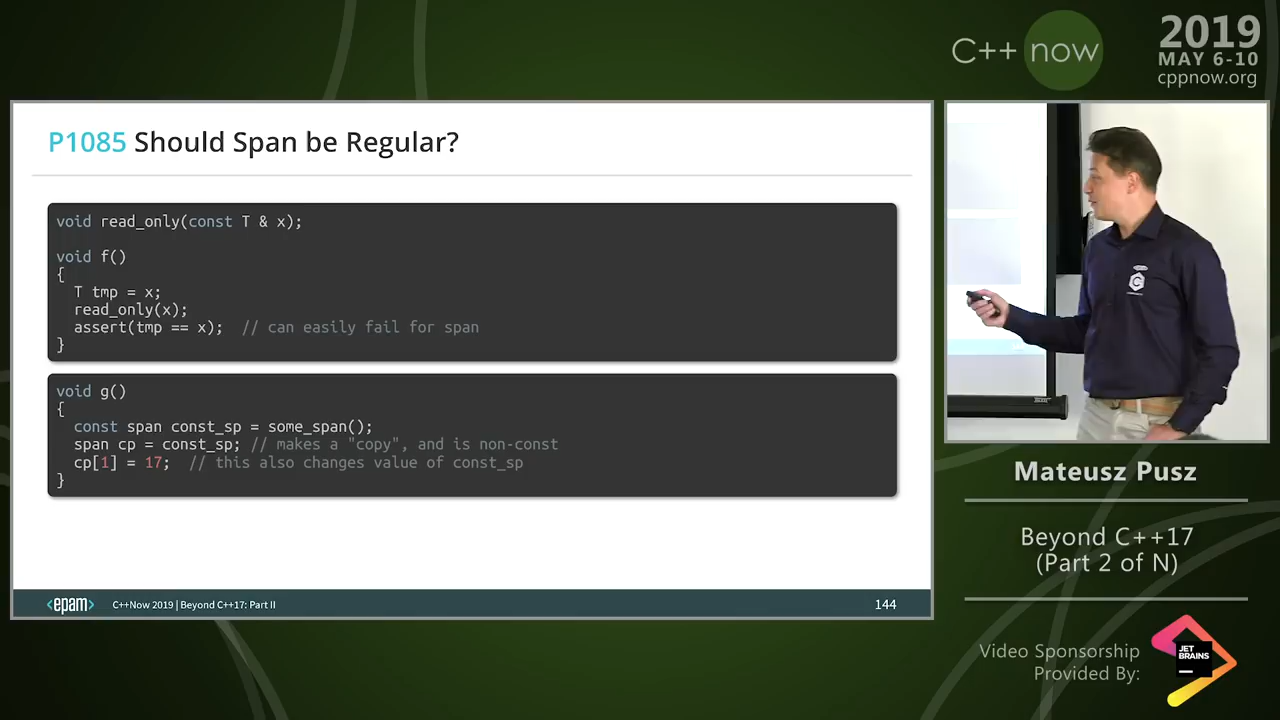 C++ now
2019
MAY 6-10
cppnow.org
P1085 Should Span be Regular?
void read_only(const T & x);
void f()
{
T tmp = x;
read_only(x);
assert(tmp == x); // can easily fail for span
}
void g()
{
const span const_sp = some_span();
span cp = const_sp; // makes a "copy", and is non-const
cp[1] = 17; // this also changes value of const_sp
}
<epam>
C++Now 2019 | Beyond C++17: Part II
144
Mateusz Pusz
Beyond C++17
(Part 2 of N)
Video Sponsorship
Provided By:
JET
BRAINS